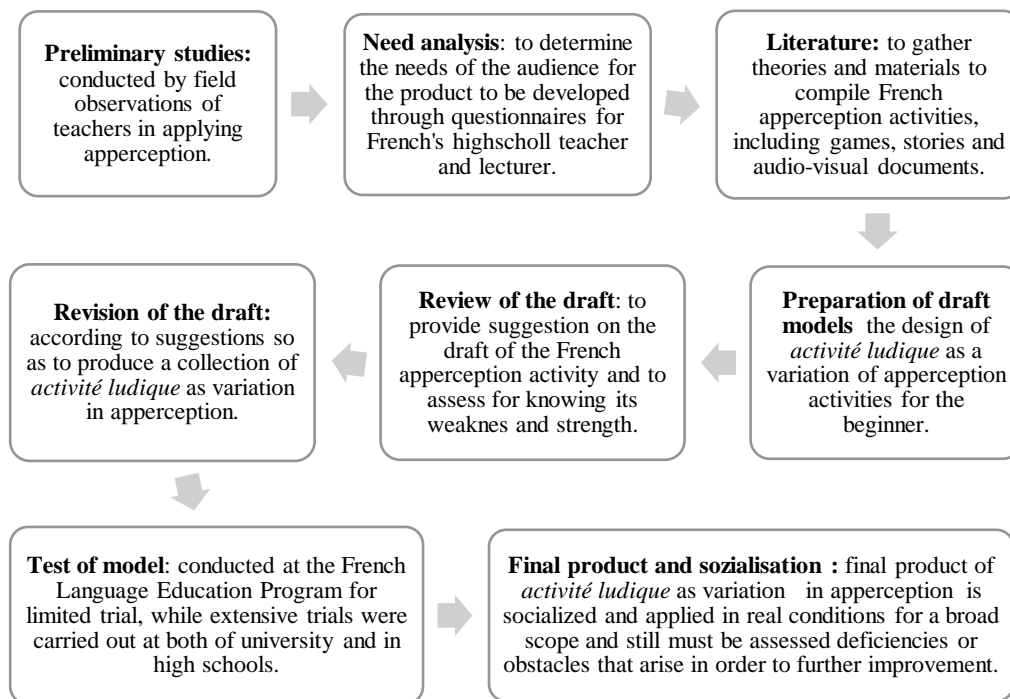 Preliminary studies:
conducted by field
observations of
teachers in applying
apperception.
Need analysis: to determine
the needs of the audience for
the product to be developed
through questionnaires for
French's highscholl teacher
and lecturer.
Literature: to gather
theories and materials to
compile French
apperception activities,
including games, stories and
audio-visual documents.
Preparation of draft
models the design of
activité ludique as a
variation of apperception
activities for the
beginner.
Review of the draft: to
provide suggestion on the
draft of the French
apperception activity and to
assess for knowing its
weaknes and strength.
Revision of the draft:
according to suggestions so
as to produce a collection of
activité ludique as variation
in apperception.
Test of model: conducted at the French
Language Education Program for
limited trial, while extensive trials were
carried out at both of university and in
high schools.
Final product and sozialisation : final product of
activité ludique as variation in apperception is
socialized and applied in real conditions for a broad
scope and still must be assessed deficiencies or
obstacles that arise in order to further improvement.